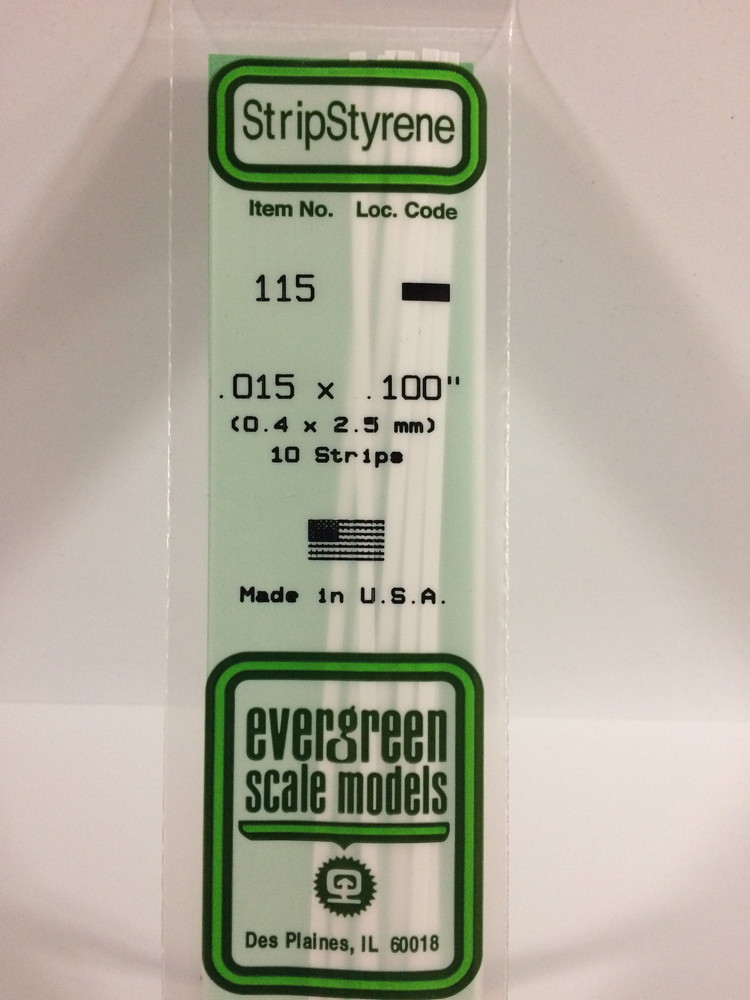 StripStyrene
Item No. Loc. Code
115
.015 x .100"
(0.4 x 2.5 mm)
10 Strips
Made in U.S.A.
evergreen
scale models
Des Plaines, IL 60018